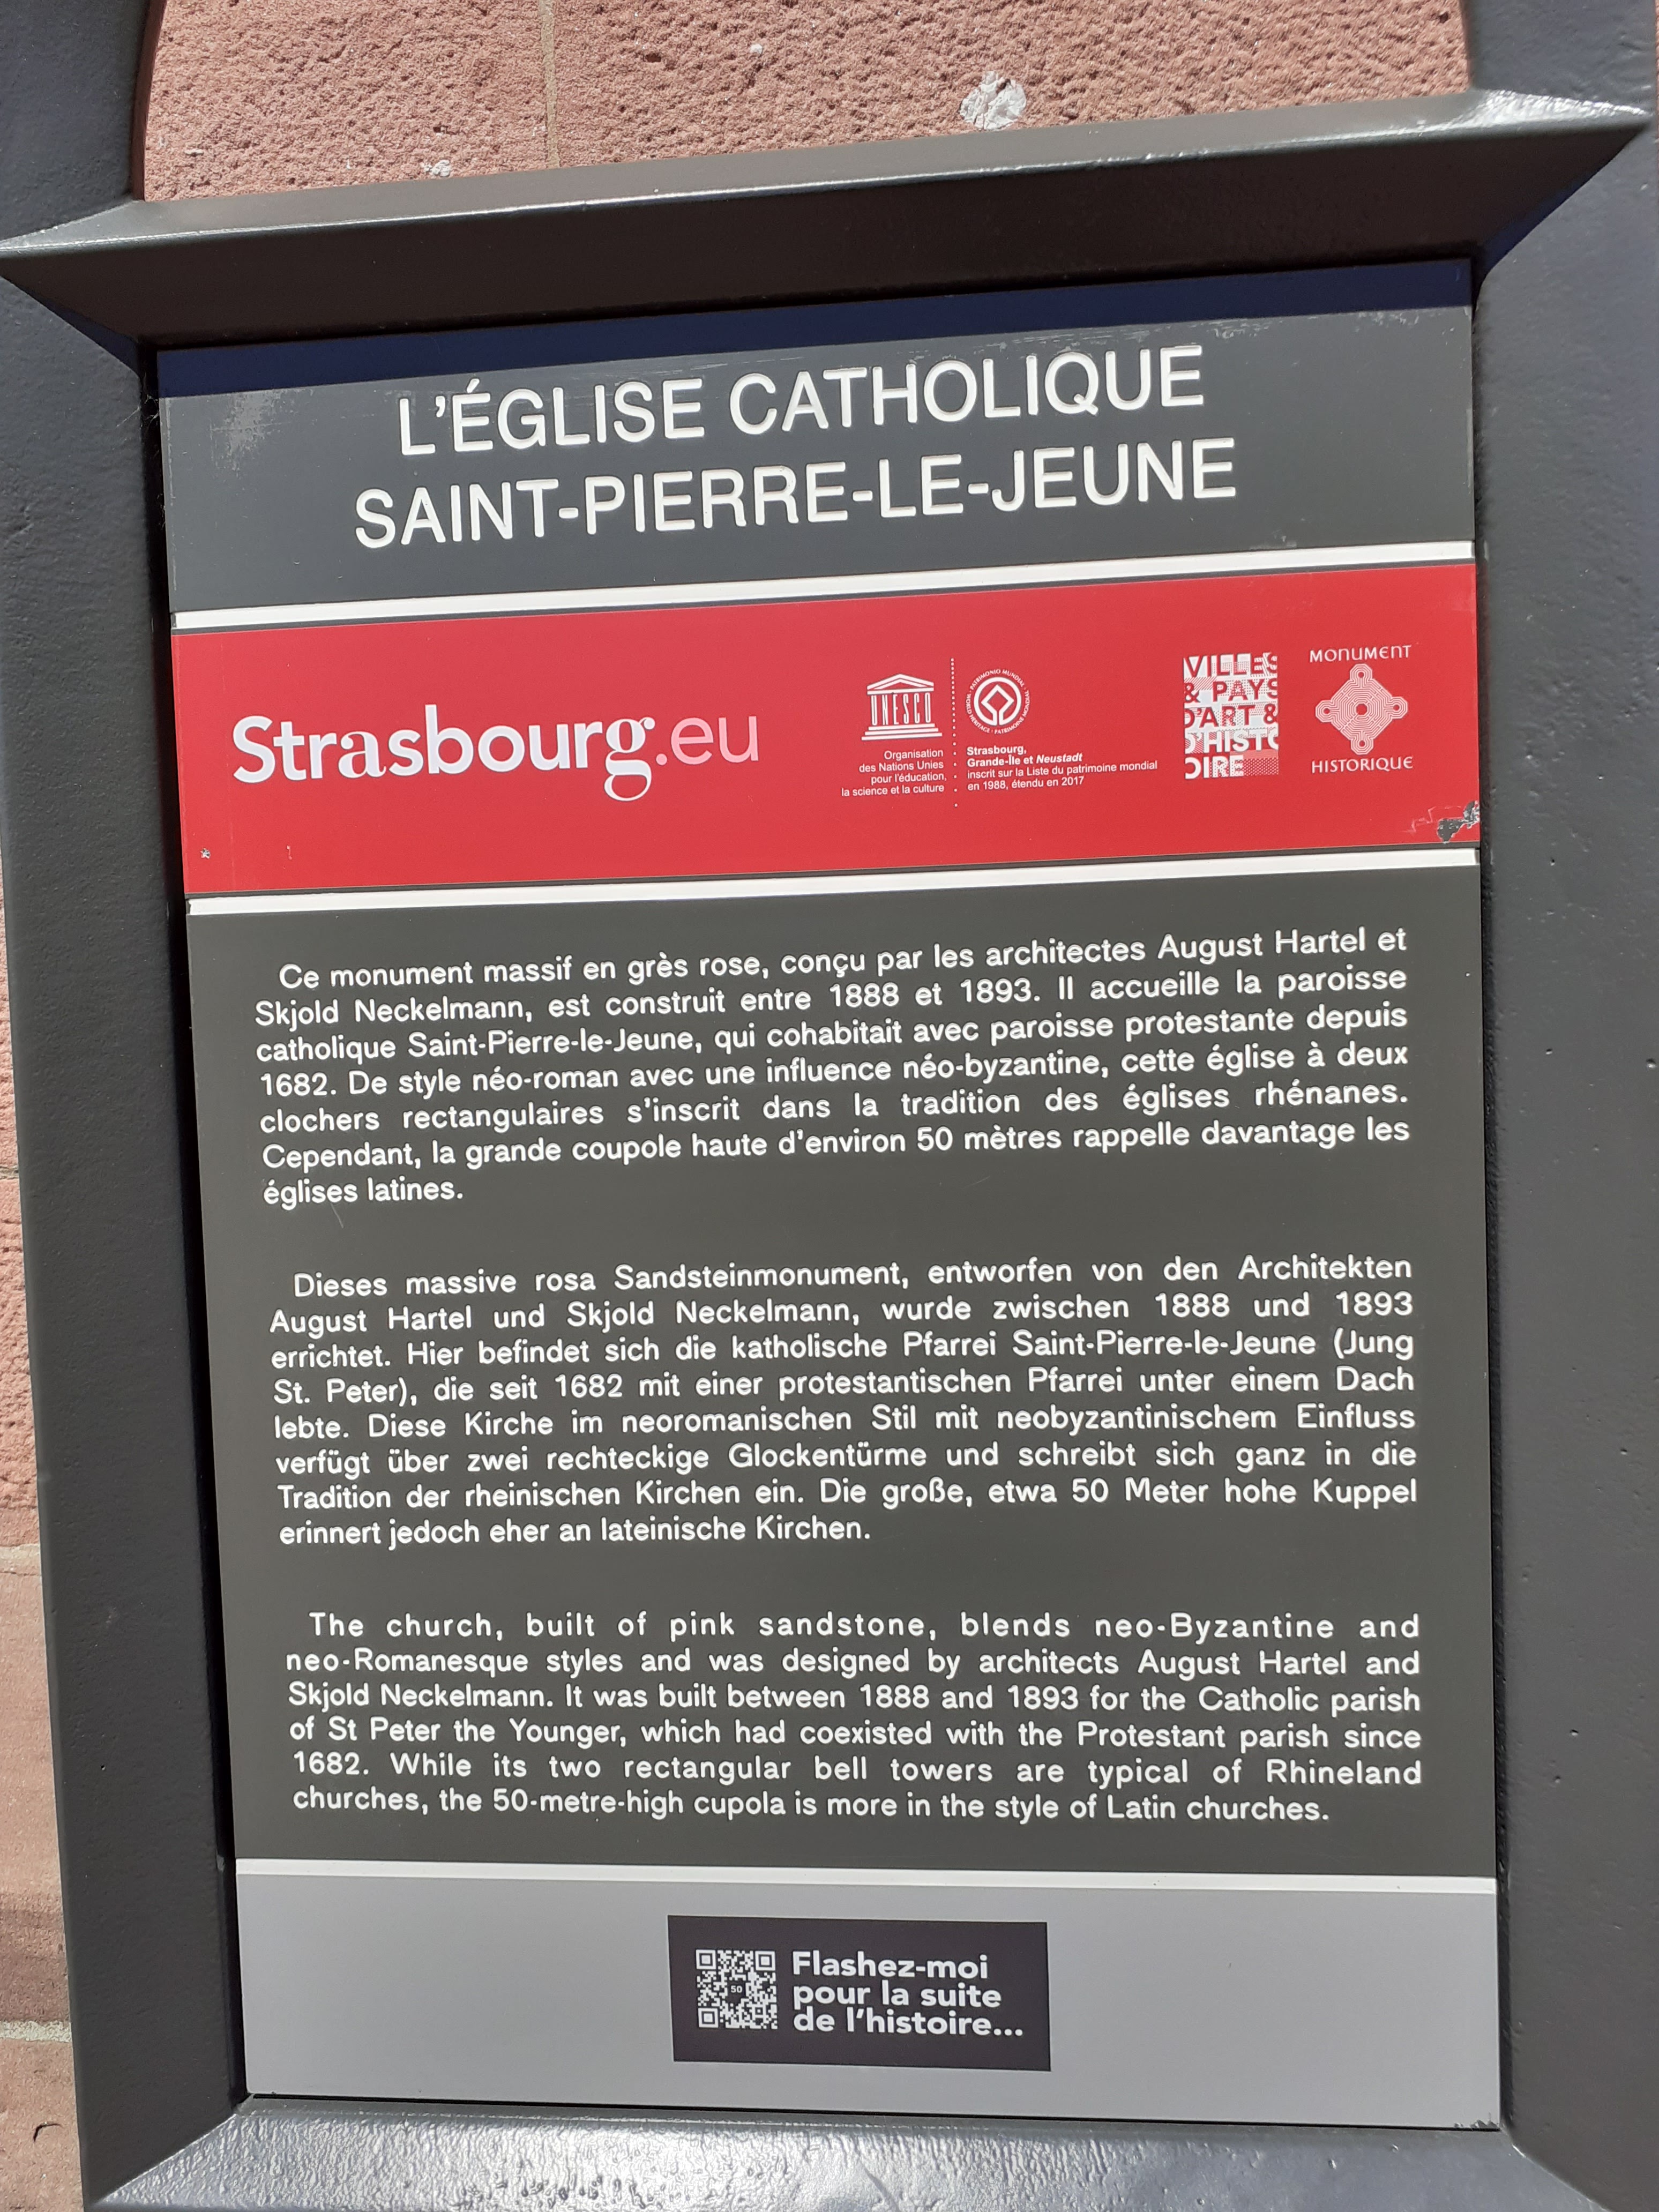 L'ÉGLISE CATHOLIQUE
SAINT-PIERRE-LE-JEUNE
Strasbourg.eu
UNESCO
Organisation
des Nations Unies
pour l'éducation,
la science et la culture
PATRIMONIO MUNDIAL • WORLD HERITAGE • PATRIMOINE MONDIAL
Strasbourg,
Grande-Île et Neustadt
inscrit sur la Liste du patrimoine mondial
en 1988, étendu en 2017
VILLES
& PAYS
D'ART &
D'HISTO
OIRE
MONUMENT
HISTORIQUE
Ce monument massif en grès rose, conçu par les architectes August Hartel et
Skjold Neckelmann, est construit entre 1888 et 1893. Il accueille la paroisse
catholique Saint-Pierre-le-Jeune, qui cohabitait avec paroisse protestante depuis
1682. De style néo-roman avec une influence néo-byzantine, cette église à deux
clochers rectangulaires s'inscrit dans la tradition des églises rhénanes.
Cependant, la grande coupole haute d'environ 50 mètres rappelle davantage les
églises latines.
Dieses massive rosa Sandsteinmonument, entworfen von den Architekten
August Hartel und Skjold Neckelmann, wurde zwischen 1888 und 1893
errichtet. Hier befindet sich die katholische Pfarrei Saint-Pierre-le-Jeune (Jung
St. Peter), die seit 1682 mit einer protestantischen Pfarrei unter einem Dach
lebte. Diese Kirche im neoromanischen Stil mit neobyzantinischem Einfluss
verfügt über zwei rechteckige Glockentürme und schreibt sich ganz in die
Tradition der rheinischen Kirchen ein. Die große, etwa 50 Meter hohe Kuppel
erinnert jedoch eher an lateinische Kirchen.
The church, built of pink sandstone, blends neo-Byzantine and
neo-Romanesque styles and was designed by architects August Hartel and
Skjold Neckelmann. It was built between 1888 and 1893 for the Catholic parish
of St Peter the Younger, which had coexisted with the Protestant parish since
1682. While its two rectangular bell towers are typical of Rhineland
churches, the 50-metre-high cupola is more in the style of Latin churches.
50
Flashez-moi
pour la suite
de l'histoire...